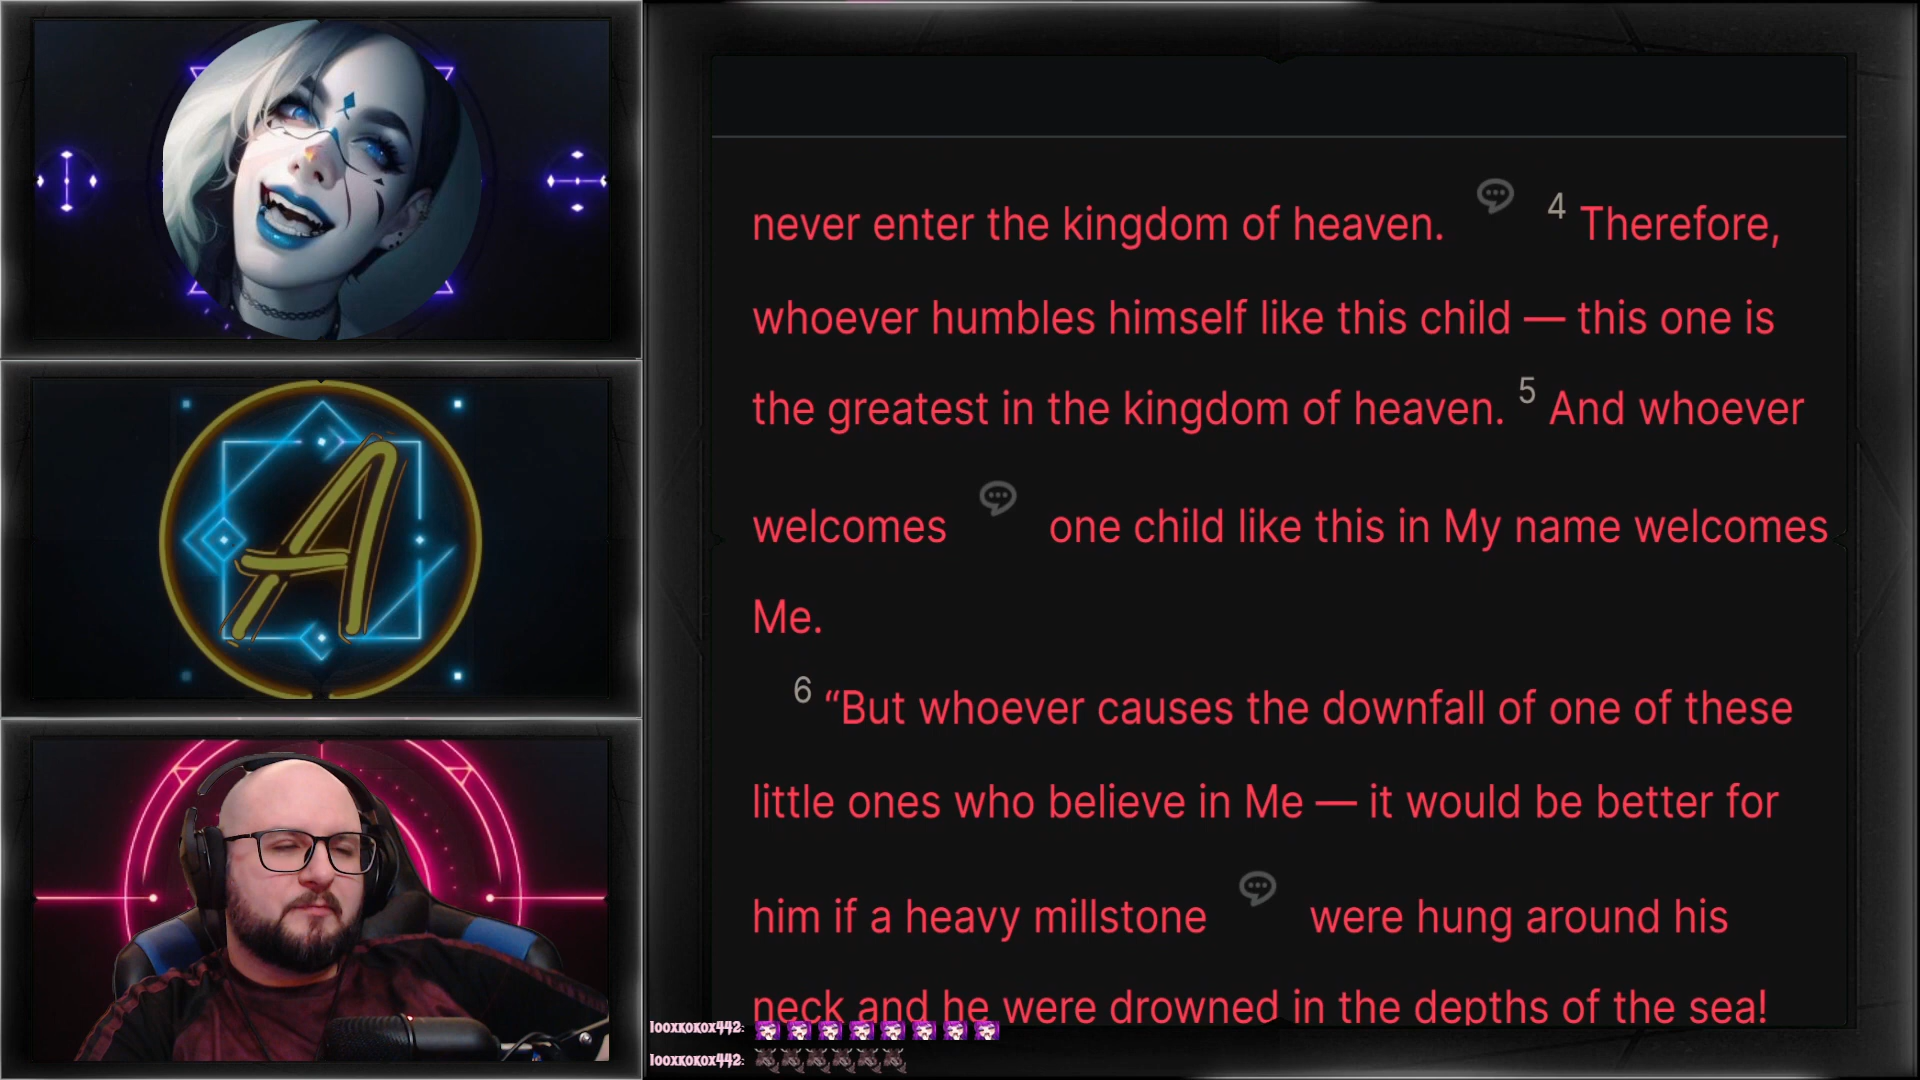 never enter the kingdom of heaven. 4 Therefore,
whoever humbles himself like this child — this one is
the greatest in the kingdom of heaven. 5 And whoever
welcomes one child like this in My name welcomes
Me.
6 “But whoever causes the downfall of one of these
little ones who believe in Me — it would be better for
him if a heavy millstone were hung around his
neck and he were drowned in the depths of the sea!
looxkokox442:
looxkokox442:
A